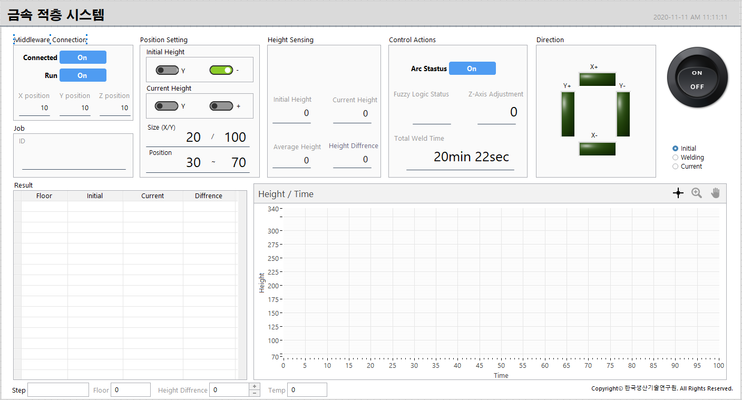 금속 적층 시스템
2020-11-11 AM 11:11:11
Middleware Connection
Connected On
Run On
X position Y position Z position
10 10 10
Job
ID
Position Setting
Initial Height
Y -
Current Height
Y +
Size (X/Y)
20 / 100
Position
30 - 70
Height Sensing
Initial Height Current Height
0 0
Average Height Height Diffrence
0 0
Control Actions
Arc Stastus On
Fuzzy Logic Status Z-Axis Adjustment
0
Total Weld Time
20min 22sec
Direction
X+
Y+ Y-
X-
ON
OFF
Initial
Welding
Current
Result
Floor Initial Current Diffrence
Height / Time
340
300
250
225
200
175
150
125
100
70
Height
0 5 10 15 20 25 30 35 40 45 50 55 60 65 70 75 80 85 90 95 100
Time
Step Floor 0 Height Diffrence 0 Temp 0
Copyright© 한국생산기술연구원, All Rights Reserved.